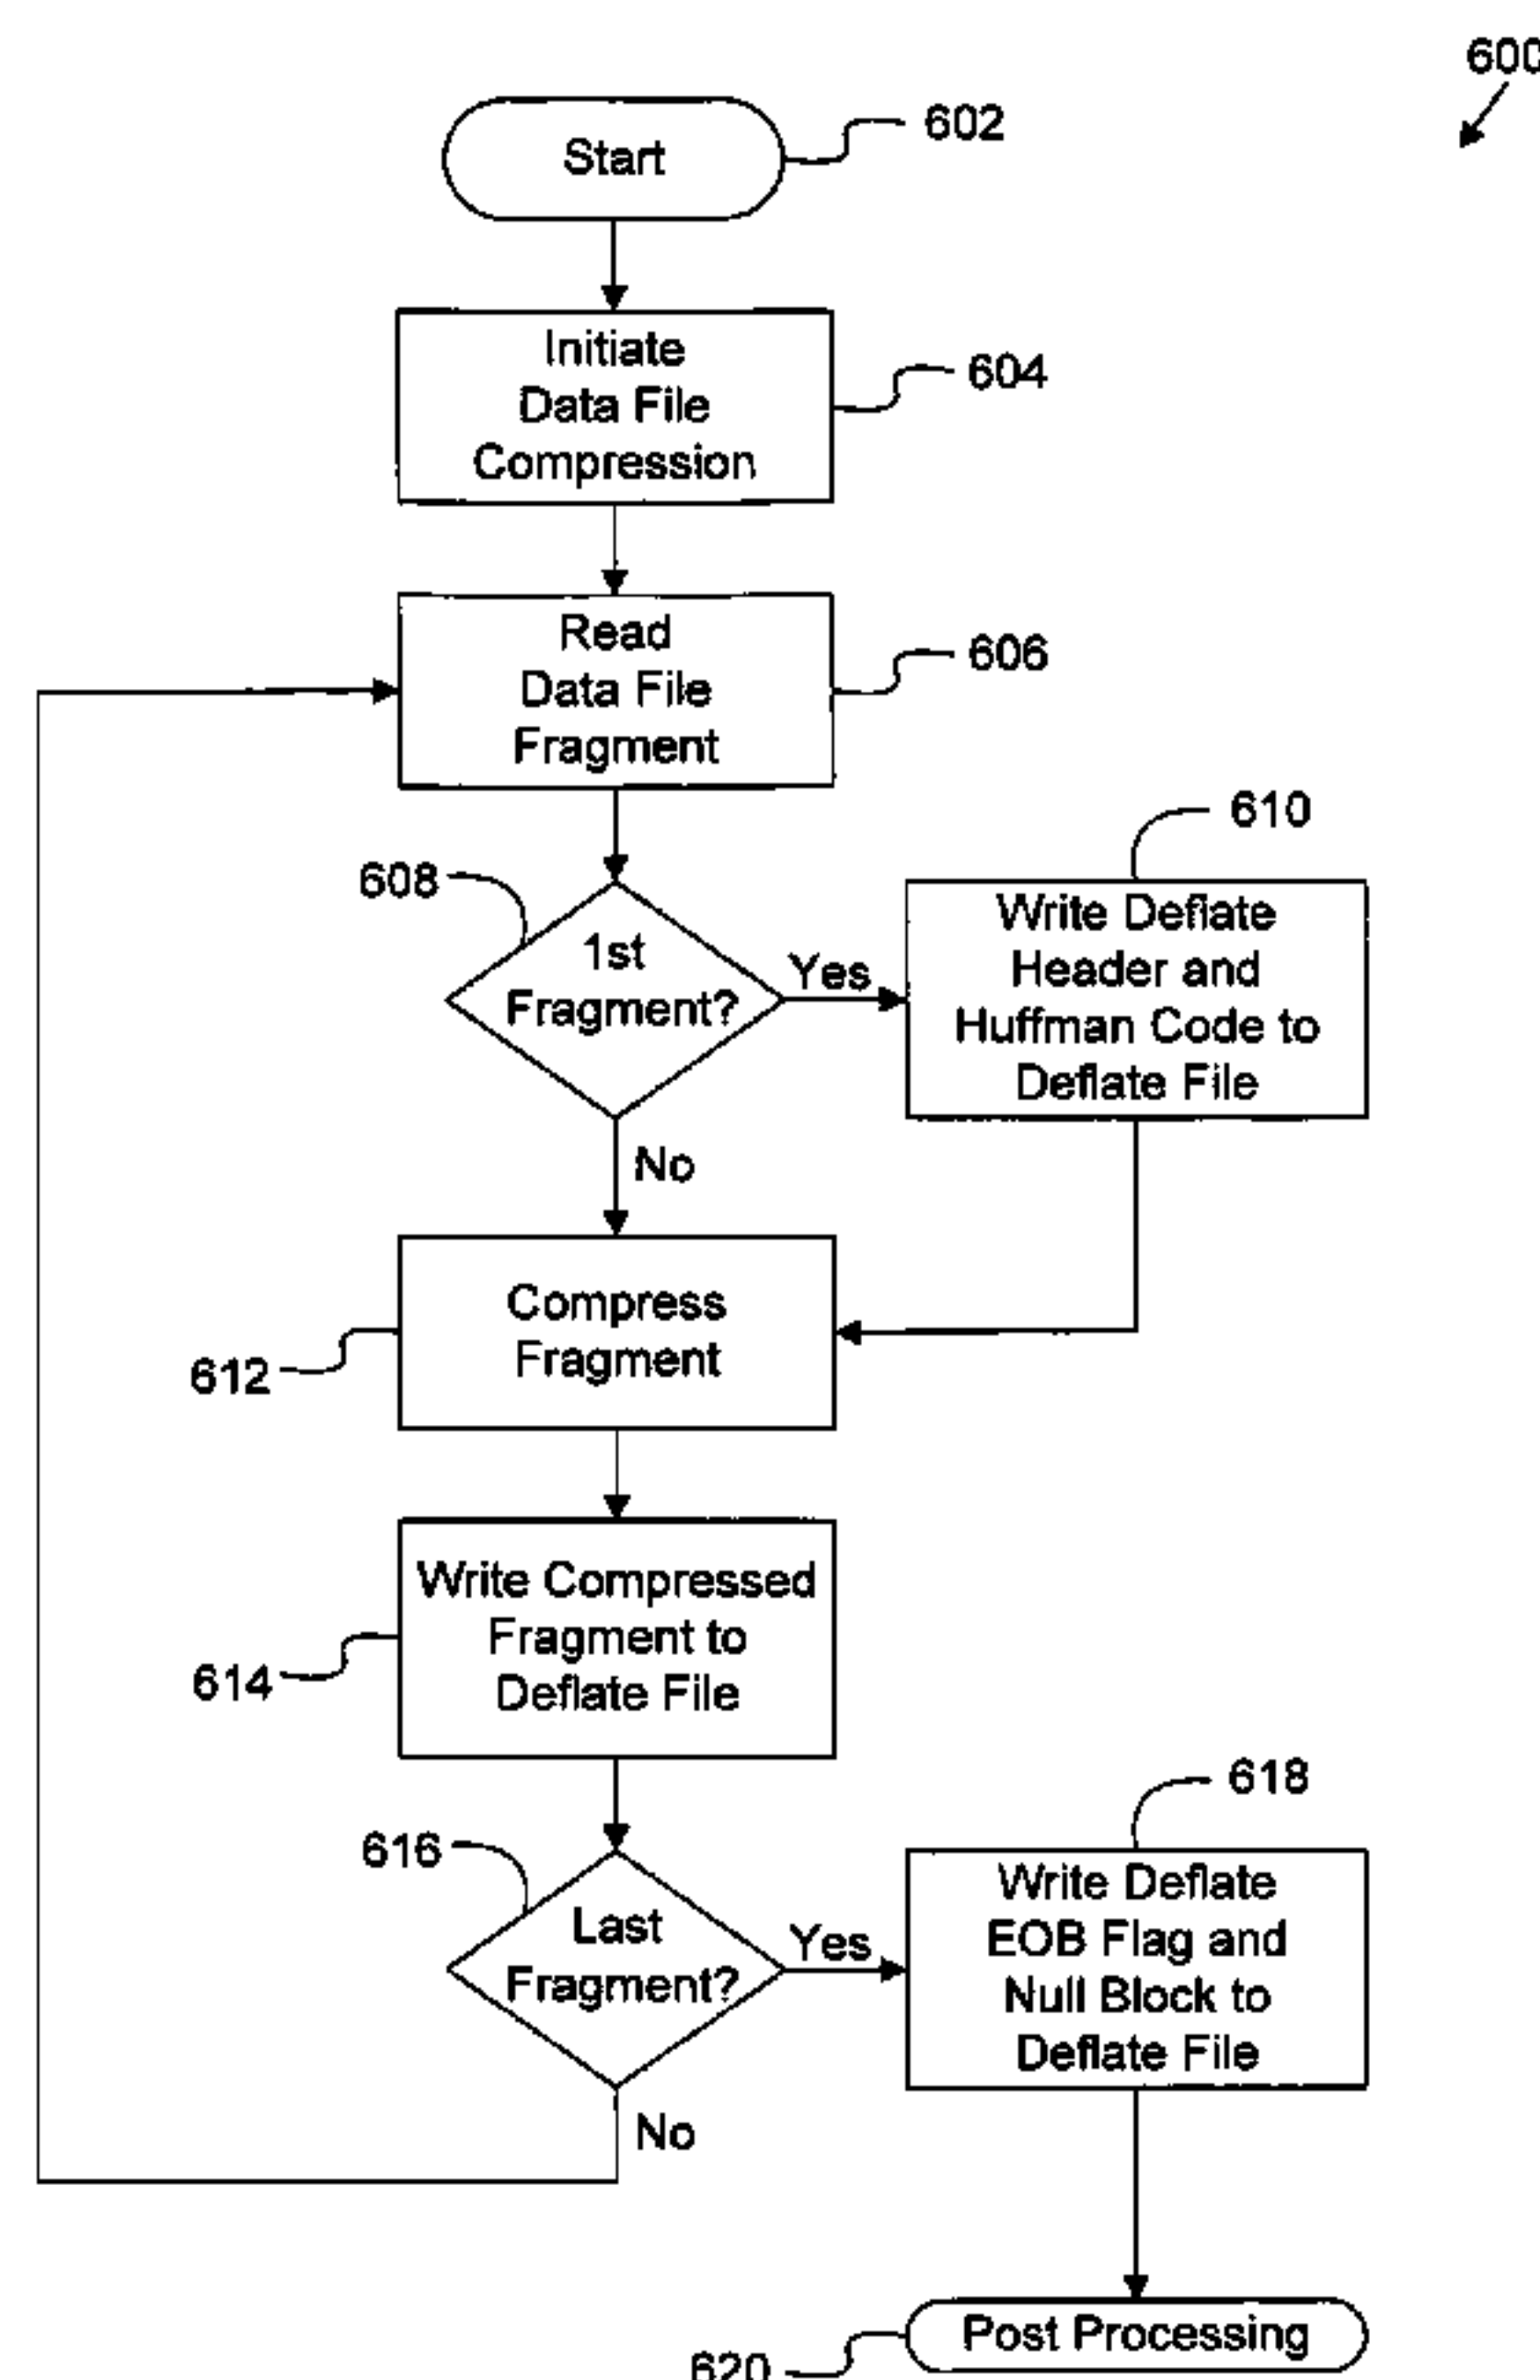 600
Start
602
Initiate
Data File
Compression
604
Read
Data File
Fragment
606
608
1st
Fragment?
Yes
No
610
Write Deflate
Header and
Huffman Code to
Deflate File
Compress
Fragment
612
Write Compressed
Fragment to
Deflate File
614
616
Last
Fragment?
Yes
No
618
Write Deflate
EOB Flag and
Null Block to
Deflate File
Post Processing
620